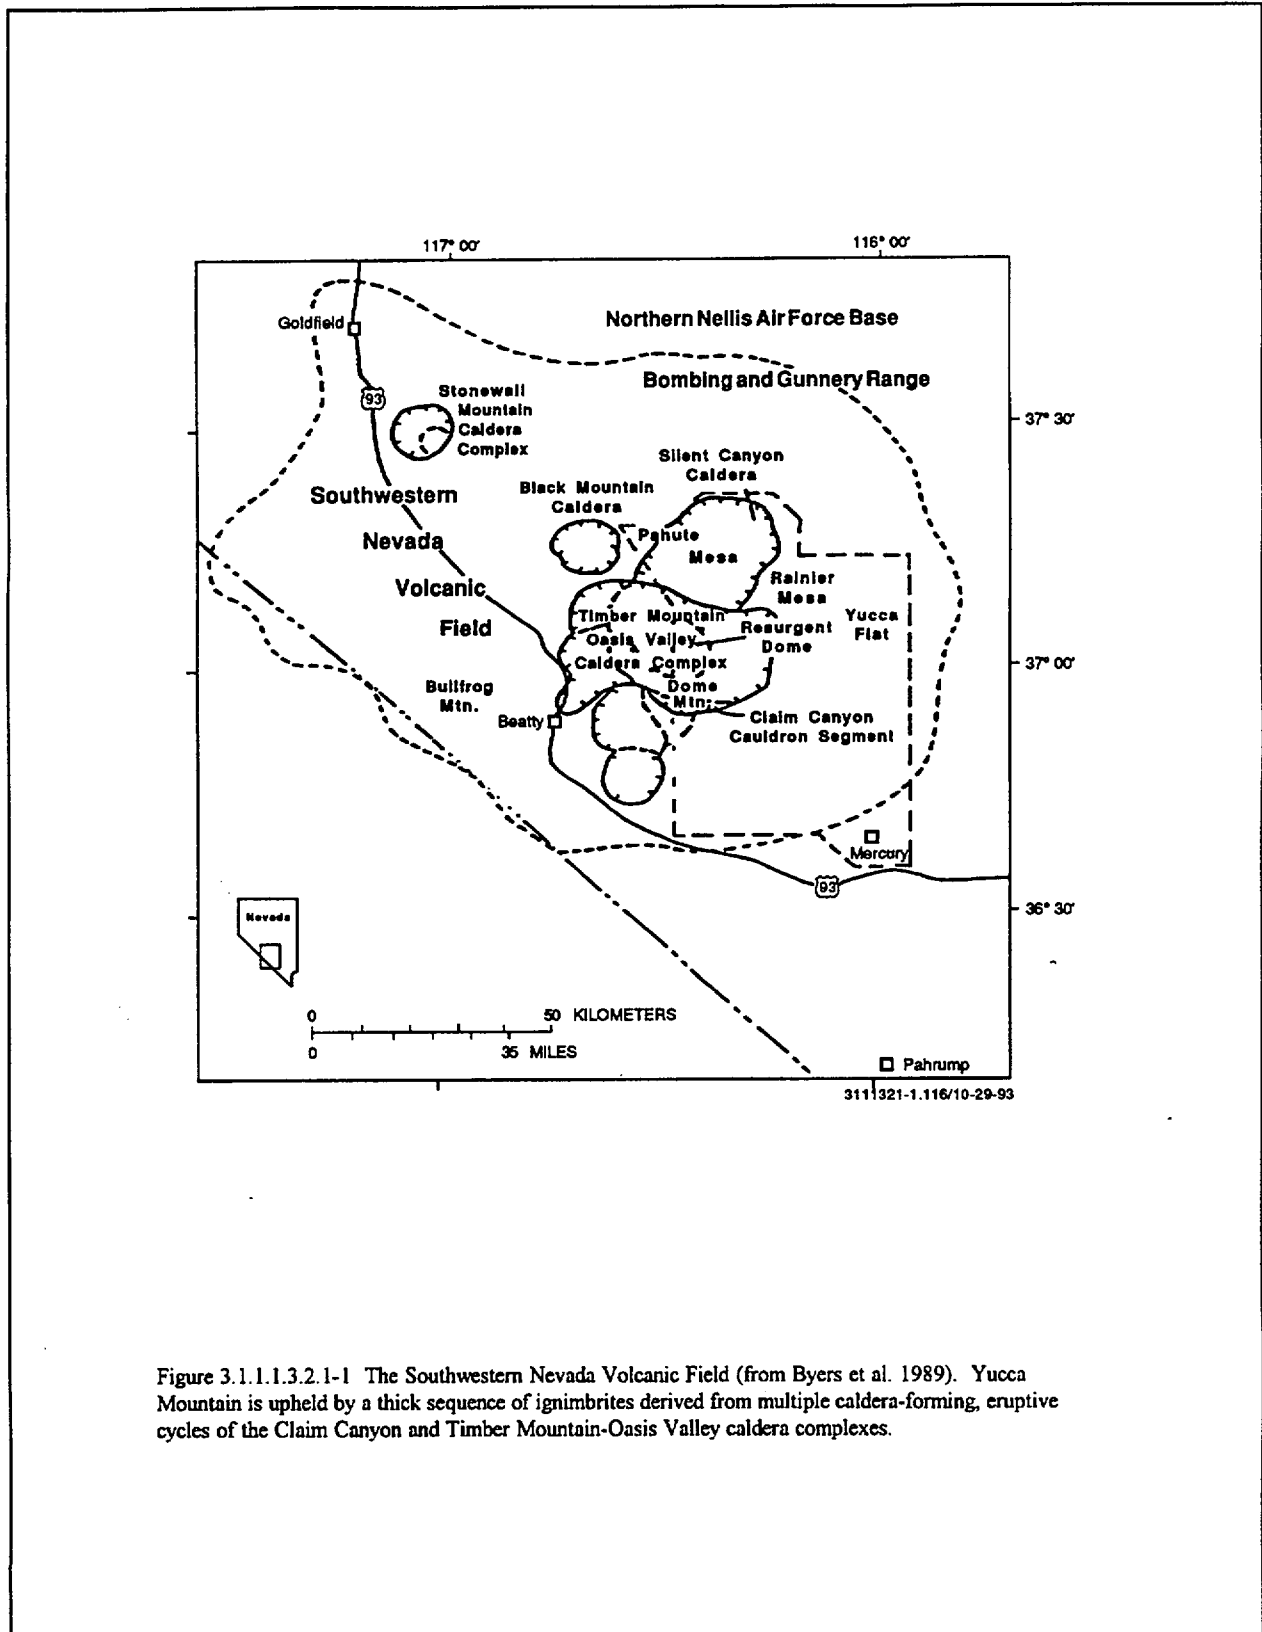 117° 00'
116° 00'
Goldfield
Northern Nellis Air Force Base
Bombing and Gunnery Range
93
Stonewall
Mountain
Caldera
Complex
37° 30'
Silent Canyon
Caldera
Black Mountain
Caldera
Southwestern
Nevada
Volcanic
Field
Pahute
Mesa
Rainier
Mesa
Yucca
Flat
Timber Mountain
Oasis Valley
Caldera Complex
Resurgent
Dome
37° 00'
Dome
Mtn.
Bullfrog
Mtn.
Beatty
Claim Canyon
Cauldron Segment
Mercury
93
36° 30'
Nevada
0 50 KILOMETERS
0 35 MILES
Pahrump
3111321-1.116/10-29-93
Figure 3.1.1.1.3.2.1-1 The Southwestern Nevada Volcanic Field (from Byers et al. 1989). Yucca
Mountain is upheld by a thick sequence of ignimbrites derived from multiple caldera-forming, eruptive
cycles of the Claim Canyon and Timber Mountain-Oasis Valley caldera complexes.